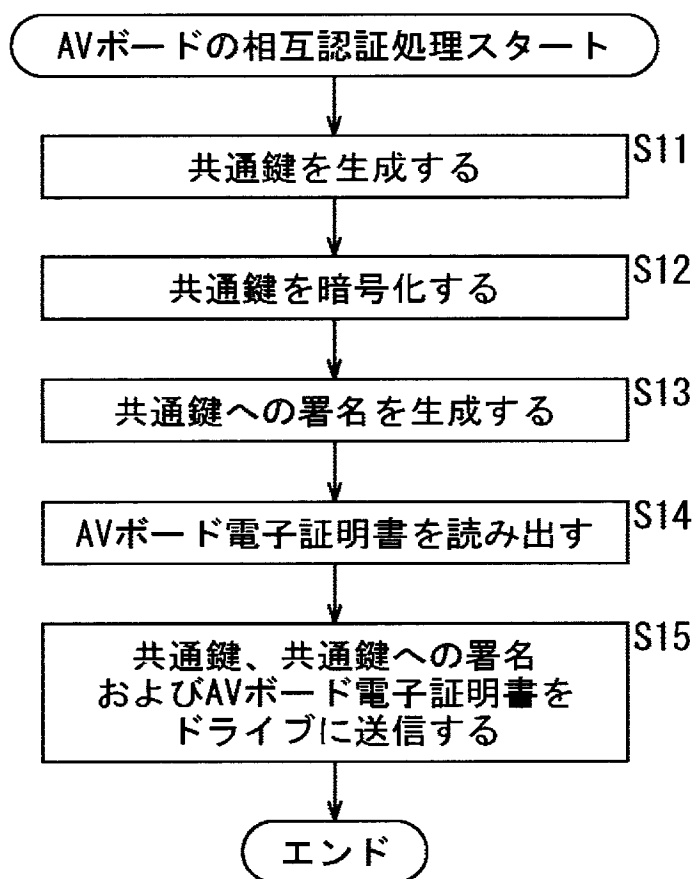 AVボードの相互認証処理スタート
S11
共通鍵を生成する
S12
共通鍵を暗号化する
S13
共通鍵への署名を生成する
S14
AVボード電子証明書を読み出す
S15
共通鍵、共通鍵への署名
およびAVボード電子証明書を
ドライブに送信する
エンド